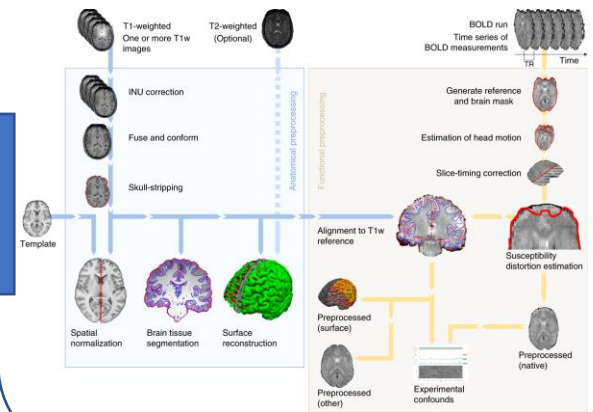 T1-weighted
One or more T1w
images
T2-weighted
(Optional)
BOLD run
Time series of
BOLD measurements
TR
Time
INU correction
Fuse and conform
Skull-stripping
Anatomical preprocessing
Functional preprocessing
Generate reference
and brain mask
Estimation of head motion
Slice-timing correction
Template
Alignment to T1w
reference
Susceptibility
distortion estimation
Spatial
normalization
Brain tissue
segmentation
Surface
reconstruction
Preprocessed
(surface)
Preprocessed
(other)
Experimental
confounds
Preprocessed
(native)